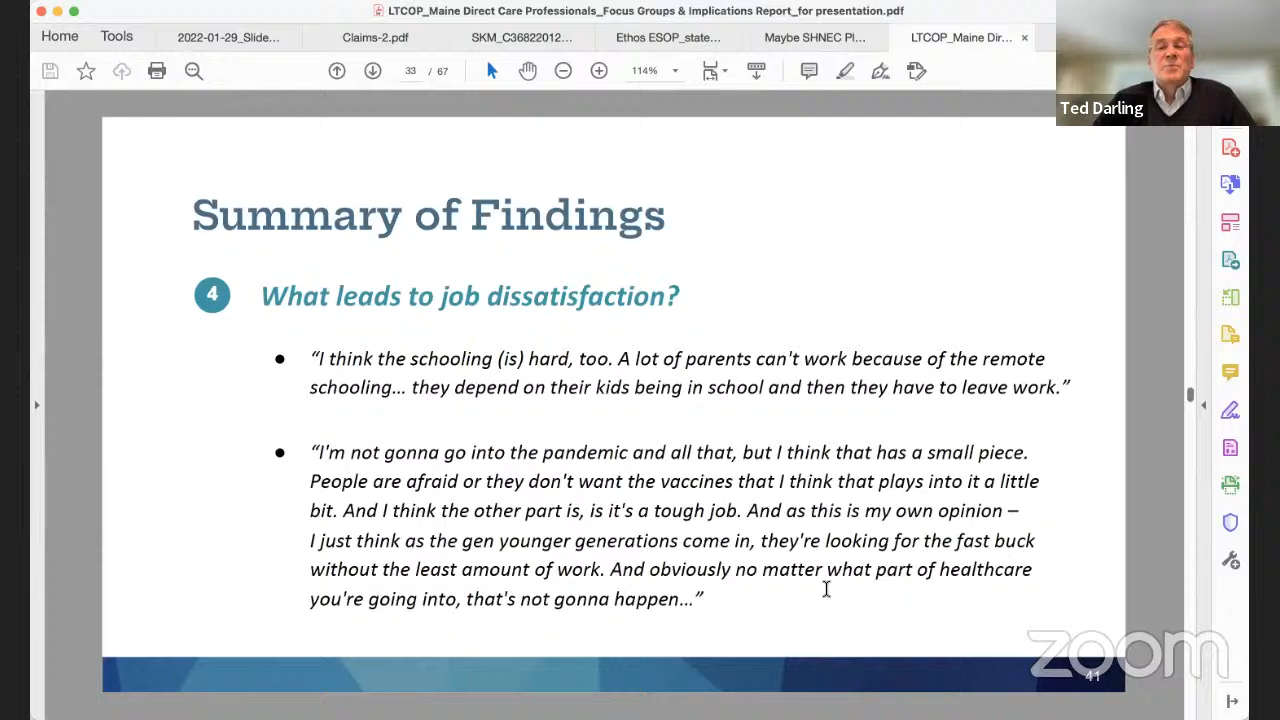 LTCOP_Maine Direct Care Professionals_Focus Groups & Implications Report_for presentation.pdf
Home Tools 2022-01-29_Slide... Claims-2.pdf SKM_C36822012... Ethos ESOP_state... Maybe SHNEC Pl... LTCOP_Maine Dir... ×
33 / 67 114%
Ted Darling
Summary of Findings
4 What leads to job dissatisfaction?
● “I think the schooling (is) hard, too. A lot of parents can't work because of the remote
schooling… they depend on their kids being in school and then they have to leave work.”
● “I'm not gonna go into the pandemic and all that, but I think that has a small piece.
People are afraid or they don't want the vaccines that I think that plays into it a little
bit. And I think the other part is, is it's a tough job. And as this is my own opinion –
I just think as the gen younger generations come in, they're looking for the fast buck
without the least amount of work. And obviously no matter what part of healthcare
you're going into, that's not gonna happen…”
zoom
41